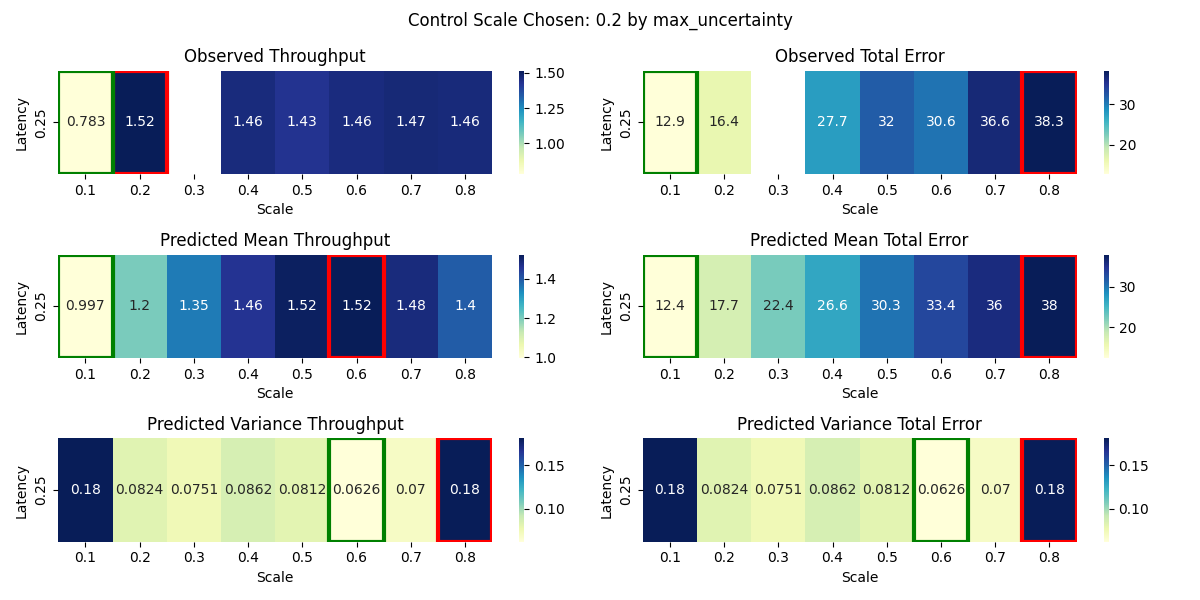 Control Scale Chosen: 0.2 by max_uncertainty
Observed Throughput
Latency
0.25
0.783 1.52 1.46 1.43 1.46 1.47 1.46
0.1 0.2 0.3 0.4 0.5 0.6 0.7 0.8
Scale
1.50
1.25
1.00
Observed Total Error
Latency
0.25
12.9 16.4 27.7 32 30.6 36.6 38.3
0.1 0.2 0.3 0.4 0.5 0.6 0.7 0.8
Scale
30
20
Predicted Mean Throughput
Latency
0.25
0.997 1.2 1.35 1.46 1.52 1.52 1.48 1.4
0.1 0.2 0.3 0.4 0.5 0.6 0.7 0.8
Scale
1.4
1.2
1.0
Predicted Mean Total Error
Latency
0.25
12.4 17.7 22.4 26.6 30.3 33.4 36 38
0.1 0.2 0.3 0.4 0.5 0.6 0.7 0.8
Scale
30
20
Predicted Variance Throughput
Latency
0.25
0.18 0.0824 0.0751 0.0862 0.0812 0.0626 0.07 0.18
0.1 0.2 0.3 0.4 0.5 0.6 0.7 0.8
Scale
0.15
0.10
Predicted Variance Total Error
Latency
0.25
0.18 0.0824 0.0751 0.0862 0.0812 0.0626 0.07 0.18
0.1 0.2 0.3 0.4 0.5 0.6 0.7 0.8
Scale
0.15
0.10